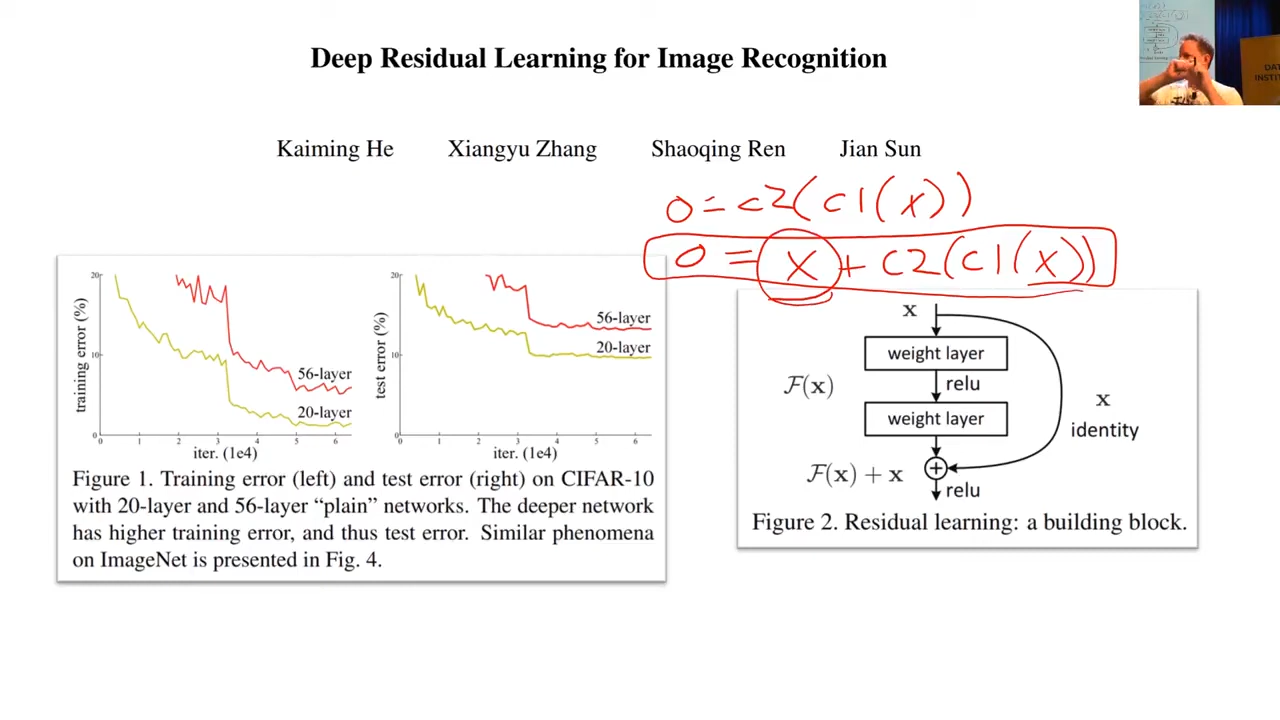 Deep Residual Learning for Image Recognition
DAT
INSTIT
Kaiming He Xiangyu Zhang Shaoqing Ren Jian Sun
O = C2(C1(X))
O = X + C2(C1(X))
20
10
0
training error (%)
0 1 2 3 4 5 6
iter. (1e4)
56-layer
20-layer
20
10
0
test error (%)
0 1 2 3 4 5 6
iter. (1e4)
56-layer
20-layer
Figure 1. Training error (left) and test error (right) on CIFAR-10
with 20-layer and 56-layer “plain” networks. The deeper network
has higher training error, and thus test error. Similar phenomena
on ImageNet is presented in Fig. 4.
x
weight layer
F(x)
relu
weight layer
x
identity
F(x) + x
+
relu
Figure 2. Residual learning: a building block.